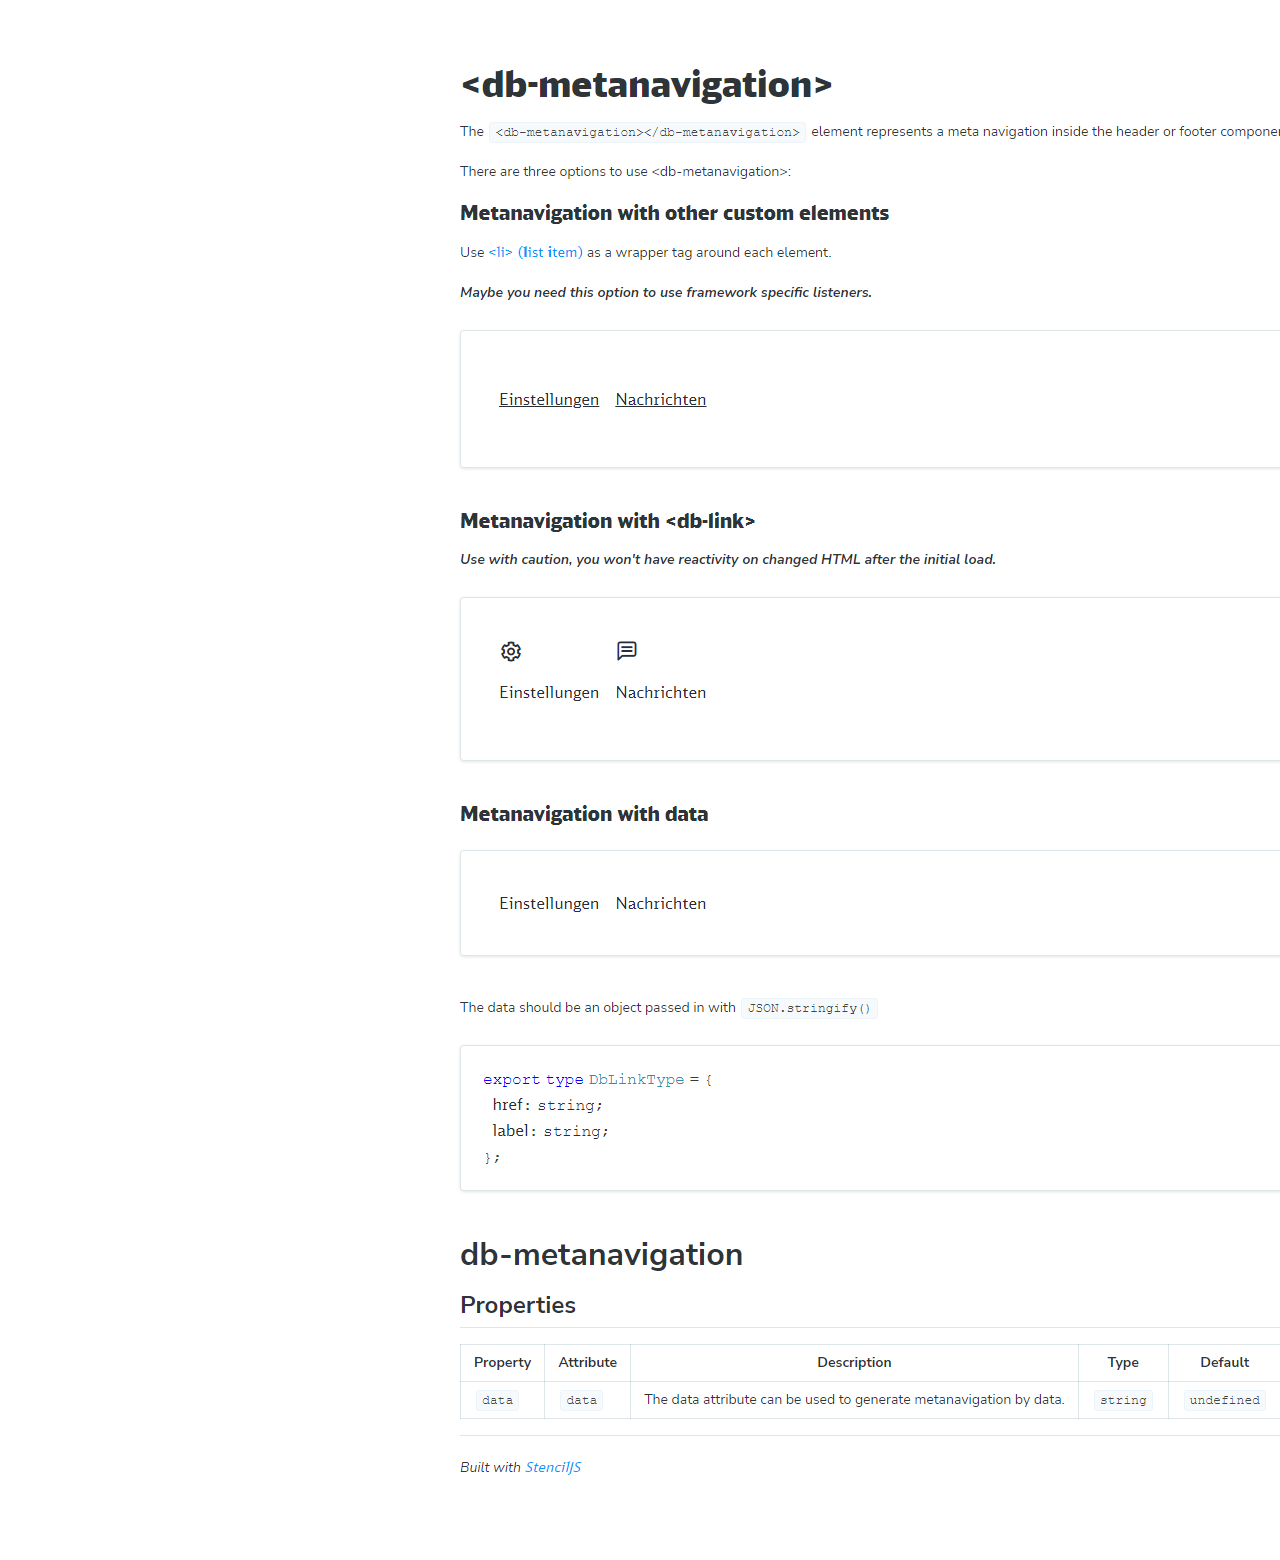 <db-metanavigation>
The <db-metanavigation></db-metanavigation> element represents a meta navigation inside the header or footer
There are three options to use <db-metanavigation>:
Metanavigation with other custom elements
Use <li> (list item) as a wrapper tag around each element.
Maybe you need this option to use framework specific listeners.
Einstellungen Nachrichten
Metanavigation with <db-link>
Use with caution, you won't have reactivity on changed HTML after the initial load.
Einstellungen Nachrichten
Metanavigation with data
Einstellungen Nachrichten
The data should be an object passed in with JSON.stringify()
export type DbLinkType = {
href: string;
label: string;
};
db-metanavigation
Properties
Property Attribute Description Type Default
data data The data attribute can be used to generate metanavigation by data. string undefined
Built with StencilJS